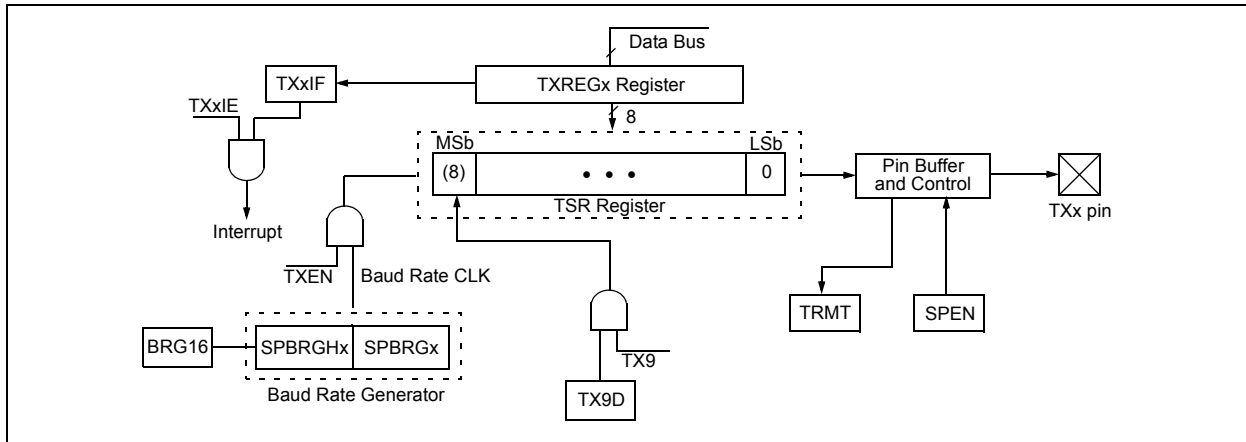 Data Bus
TXxIF
TXREGx Register
TXxIE
8
MSb
LSb
(8)
• • •
0
TSR Register
Pin Buffer
and Control
TXx pin
Interrupt
TXEN
Baud Rate CLK
TRMT
SPEN
BRG16
SPBRGHx
SPBRGx
TX9
Baud Rate Generator
TX9D